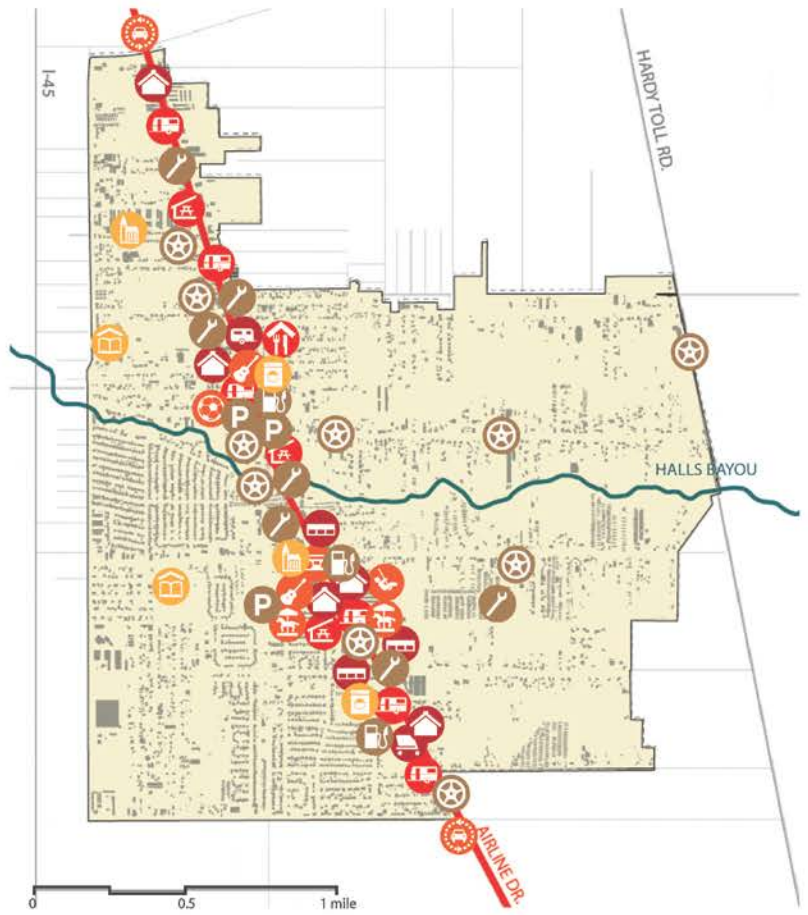 I-45
HARDY TOLL RD.
P
P
HALLS BAYOU
P
AIRLINE DR.
0 0.5 1 mile